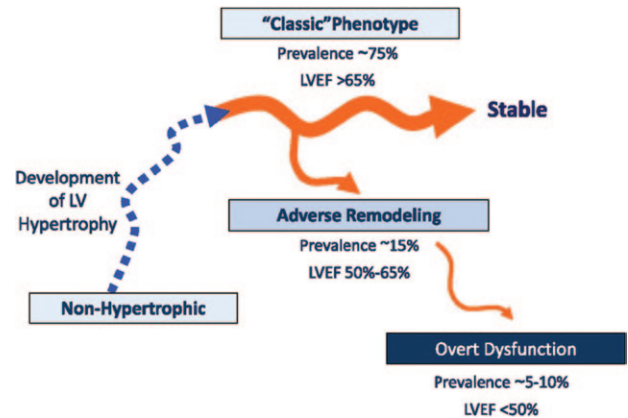 “Classic”Phenotype
Prevalence ~75%
LVEF >65%
Stable
Development
of LV
Hypertrophy
Adverse Remodeling
Prevalence ~15%
LVEF 50%-65%
Non-Hypertrophic
Overt Dysfunction
Prevalence ~5-10%
LVEF <50%